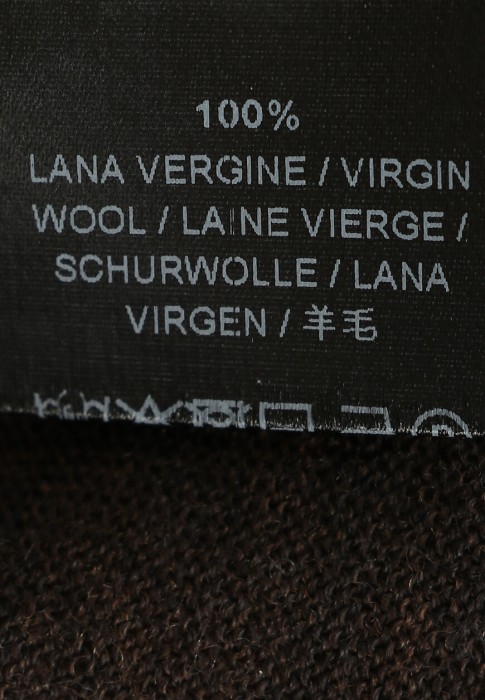 100%
LANA VERGINE / VIRGIN
WOOL / LAINE VIERGE /
SCHURWOLLE / LANA
VIRGEN / 羊毛